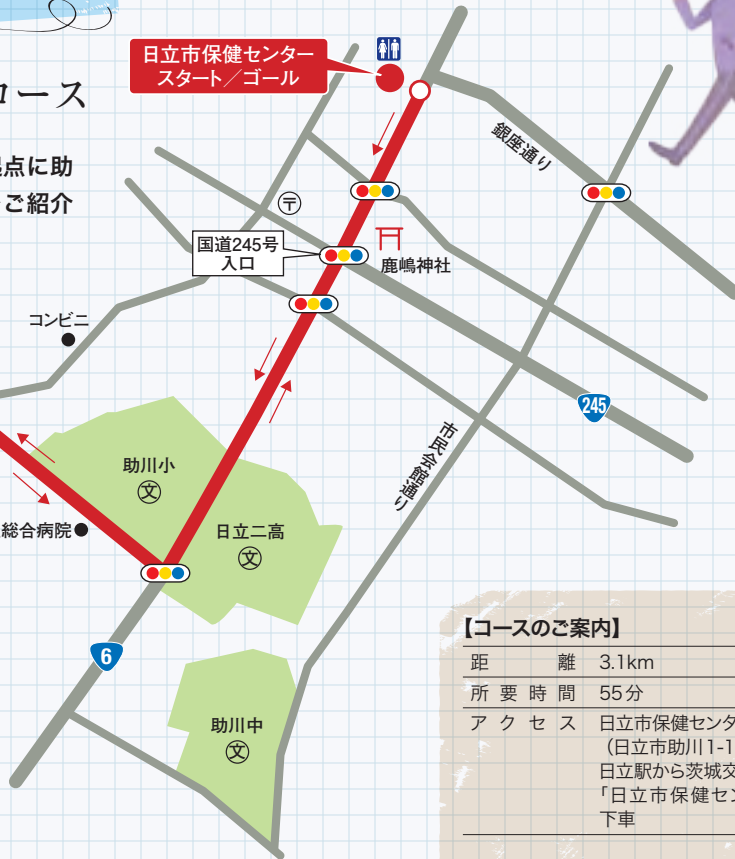 コース
点に助
ご紹介
日立市保健センター
スタート／ゴール
銀座通り
〒
国道245号
入口
鹿嶋神社
コンビニ
245
市民会館通り
助川小
文
総合病院
日立二高
文
6
助川中
文
【コースのご案内】
距離 3.1km
所要時間 55分
アクセス 日立市保健センタ
（日立市助川1-1
日立駅から茨城交
「日立市保健セン
下車